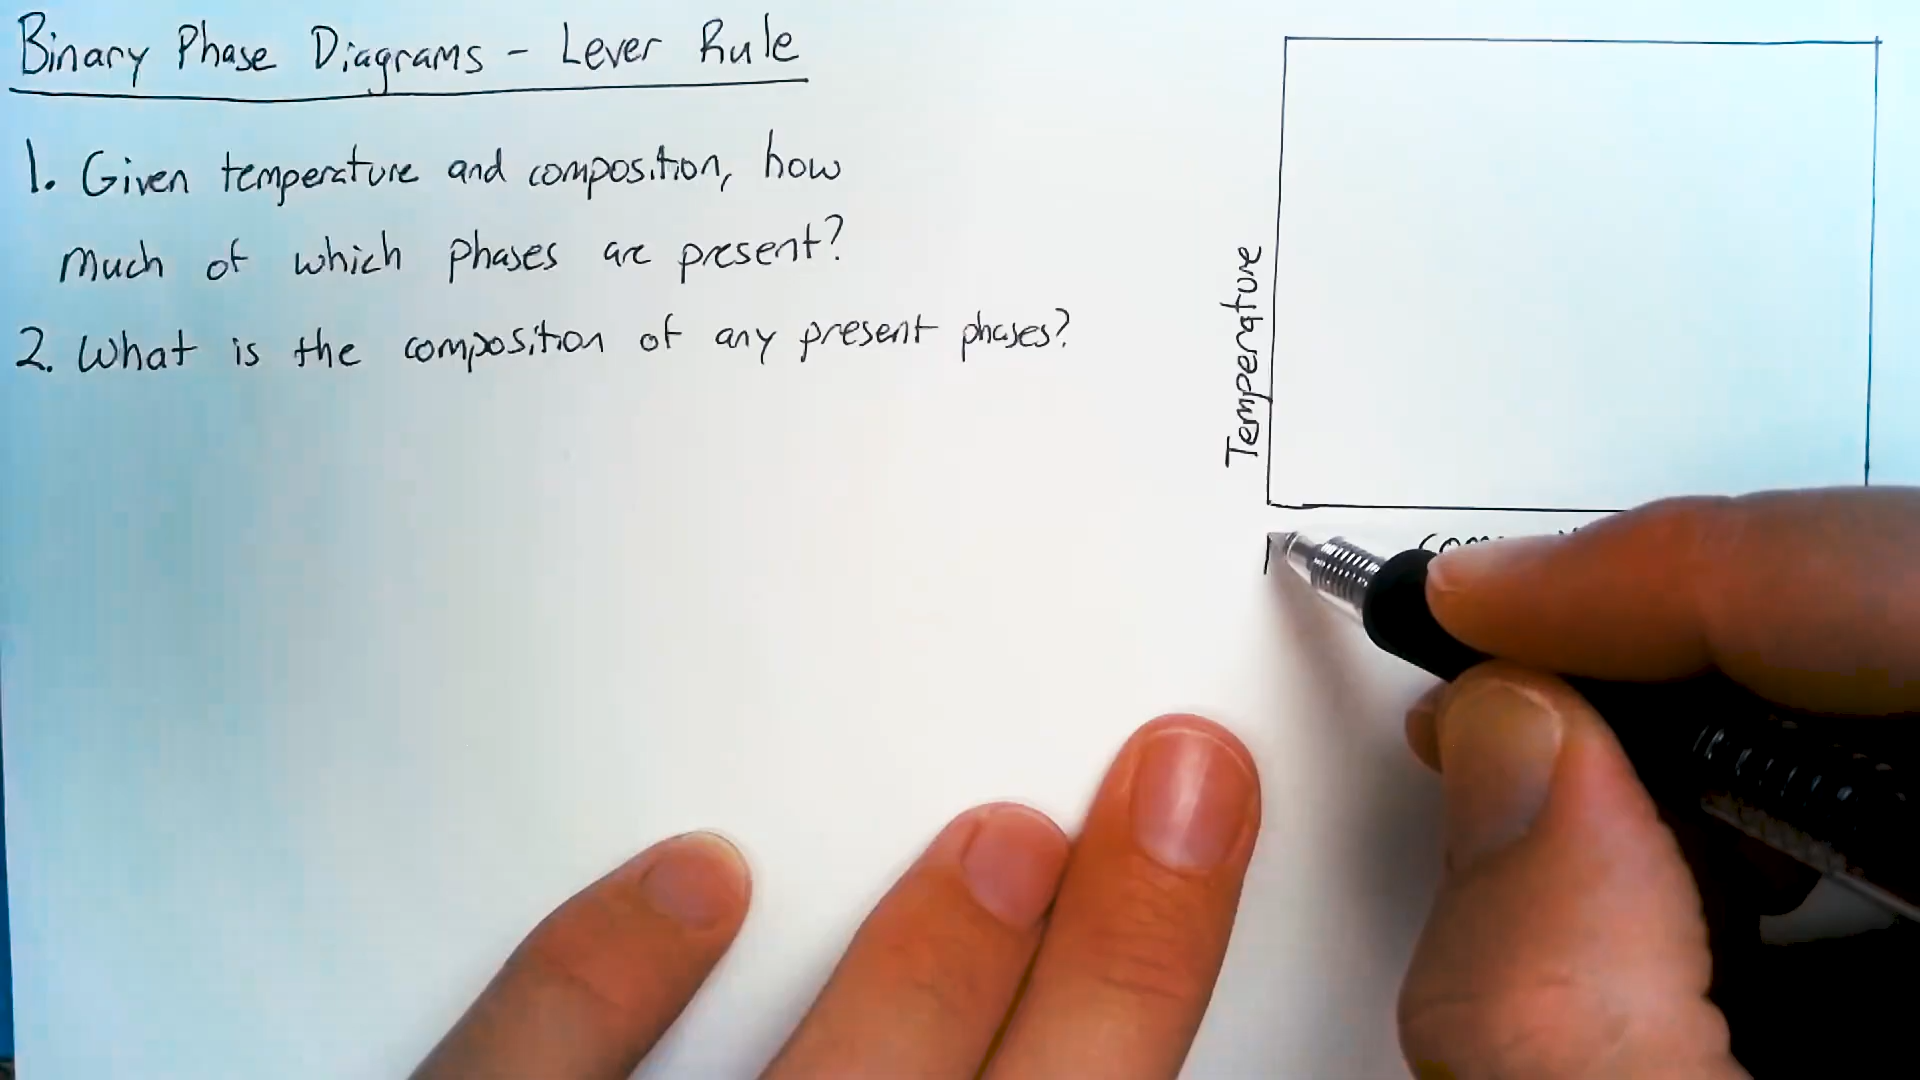 Binary Phase Diagrams - Lever Rule
1. Given temperature and composition, how
much of which phases are present?
2. What is the composition of any present phases?
Temperature